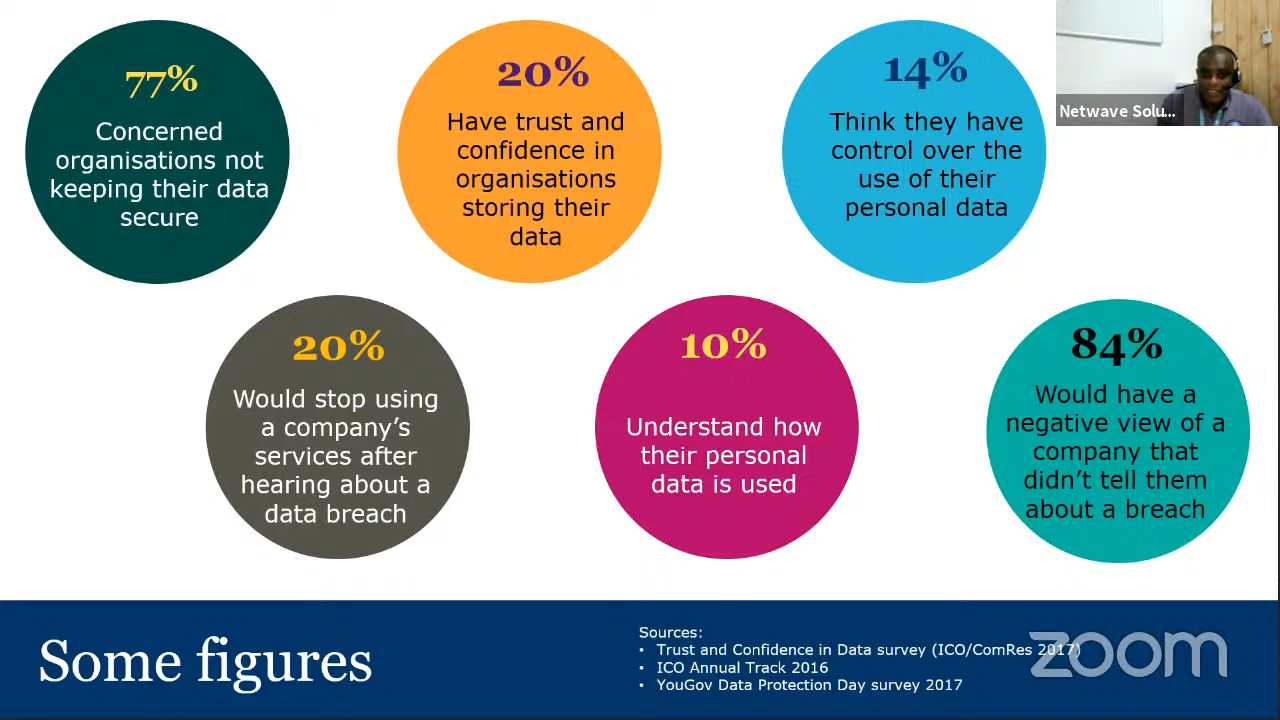 77%
Concerned
organisations not
keeping their data
secure
20%
Have trust and
confidence in
organisations
storing their
data
14%
Think they have
control over the
use of their
personal data
Netwave Solu...
20%
Would stop using
a company’s
services after
hearing about a
data breach
10%
Understand how
their personal
data is used
84%
Would have a
negative view of a
company that
didn’t tell them
about a breach
Some figures
Sources:
• Trust and Confidence in Data survey (ICO/ComRes 2017)
• ICO Annual Track 2016
• YouGov Data Protection Day survey 2017
zoom